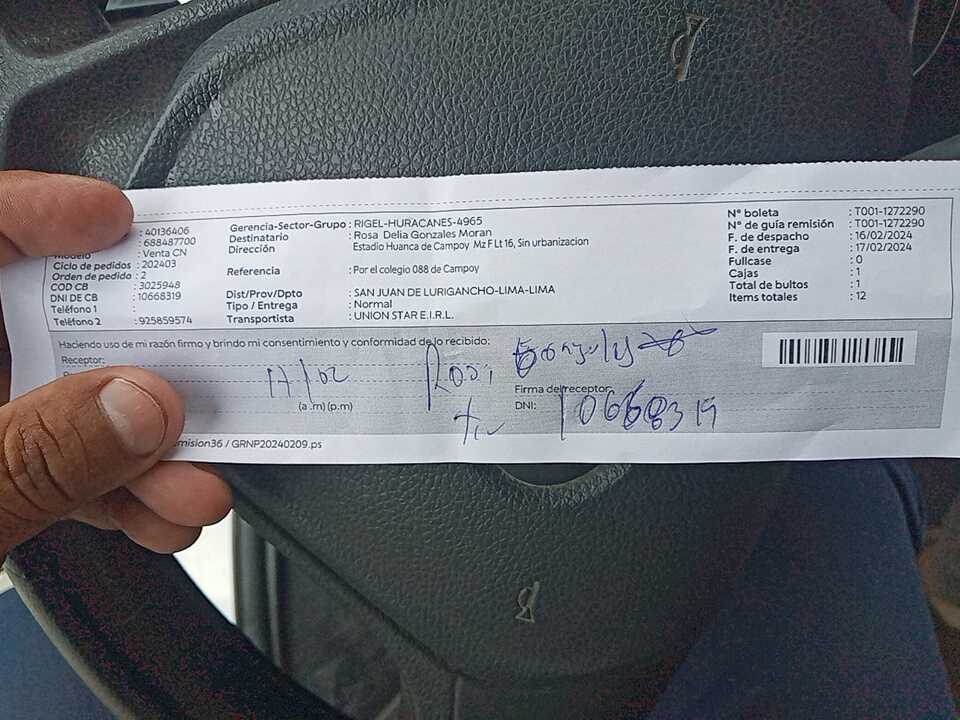 : 40136406
: 688487700
Modelo : Venta CN
Ciclo de pedidos : 202403
Orden de pedido : 2
COD CB : 3025948
DNI DE CB : 10668319
Teléfono 1 :
Teléfono 2 : 925859574
Gerencia-Sector-Grupo : RIGEL-HURACANES-4965
Destinatario : Rosa Delia Gonzales Moran
Dirección : Estadio Huanca de Campoy Mz F Lt 16, Sin urbanizacion
Referencia : Por el colegio 088 de Campoy
Dist/Prov/Dpto : SAN JUAN DE LURIGANCHO-LIMA-LIMA
Tipo / Entrega : Normal
Transportista : UNION STAR E.I.R.L.
N° boleta : T001-1272290
N° de guía remisión : T001-1272290
F. de despacho : 16/02/2024
F. de entrega : 17/02/2024
Fullcase : 0
Cajas : 1
Total de bultos : 1
Items totales : 12
Haciendo uso de mi razón firmo y brindo mi consentimiento y conformidad de lo recibido:
Receptor:
17/02
(a.m) (p.m)
Firma del receptor
DNI: 10668319
emision36 / GRNP20240209.ps